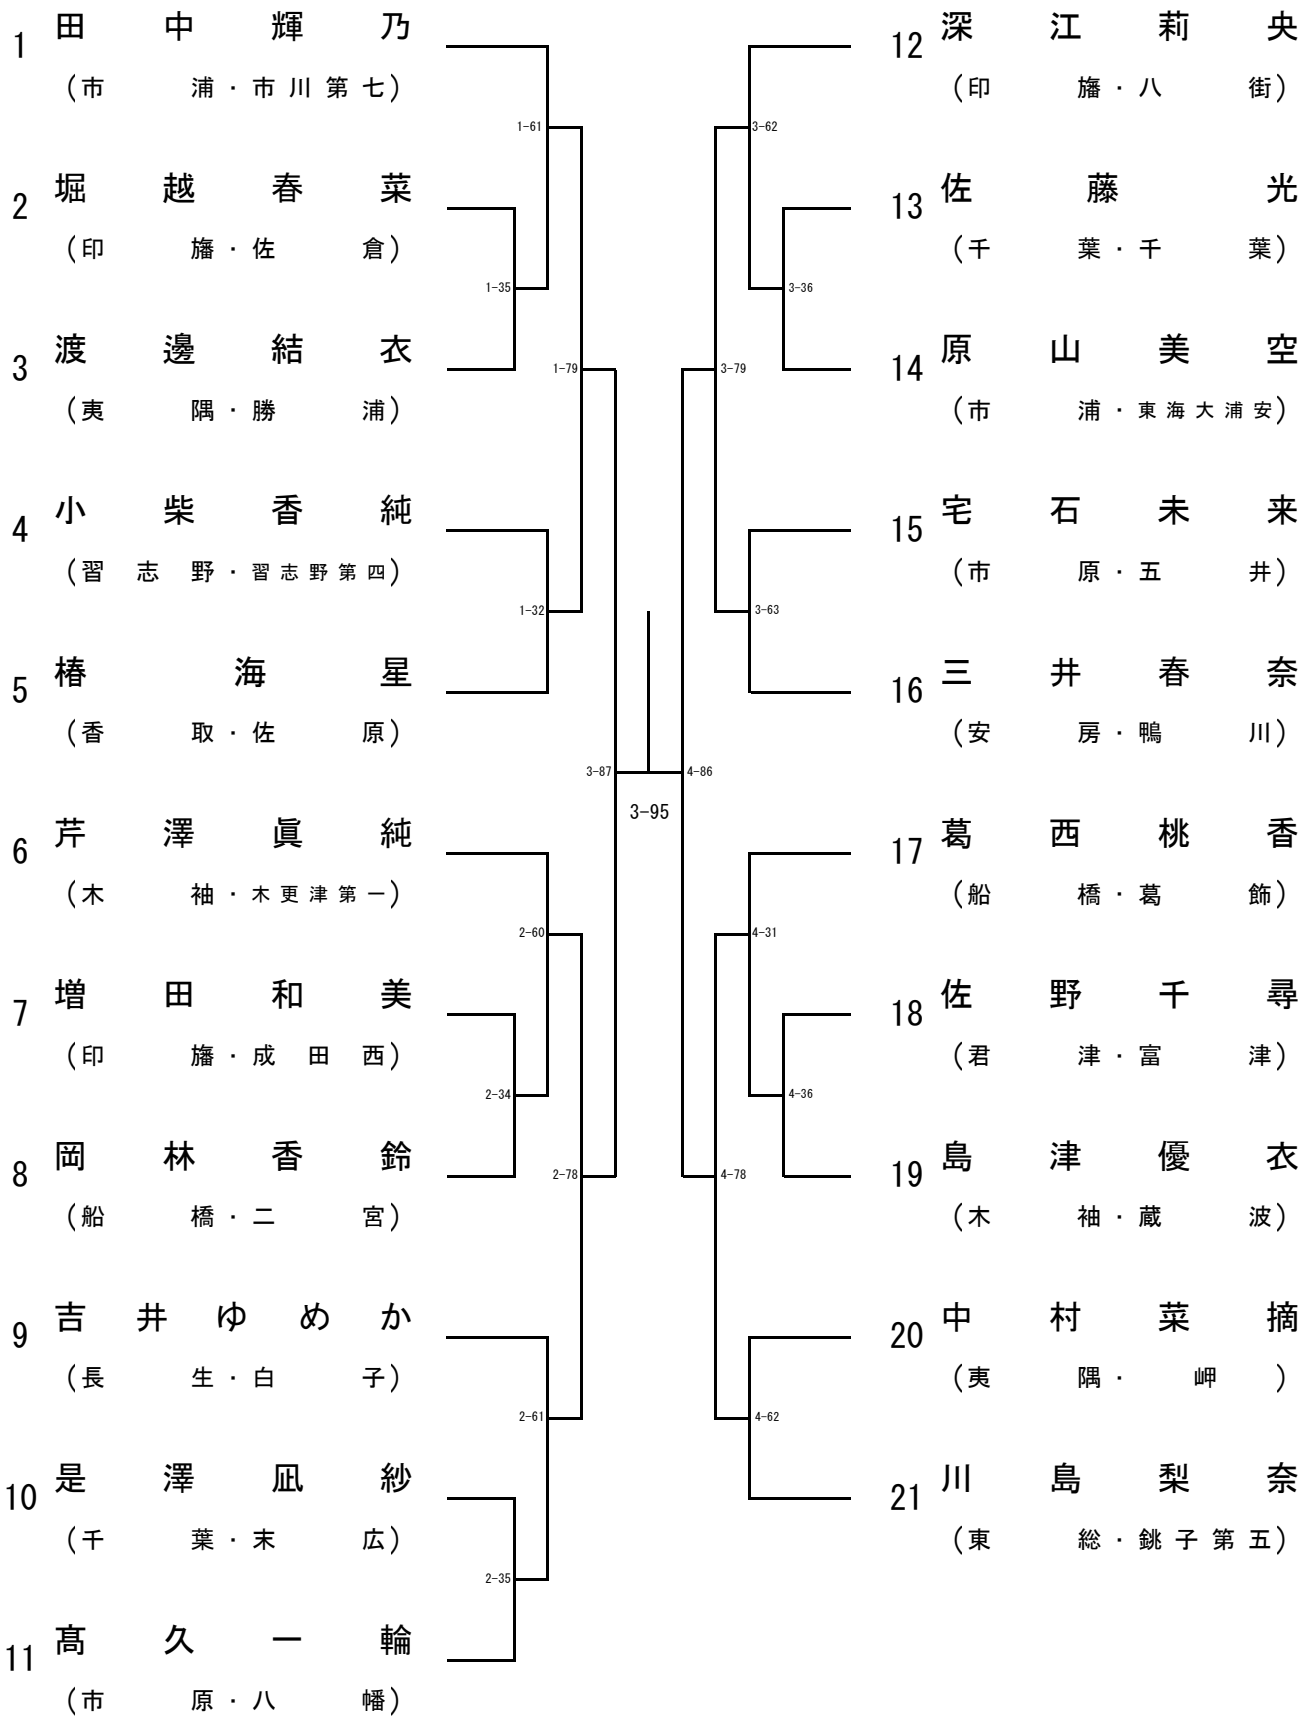 1 田中輝乃
(市浦・市川第七)
1-61
2 堀越春菜
(印旛・佐倉)
1-35
3 渡邊結衣
(夷隅・勝浦)
1-79
4 小柴香純
(習志野・習志野第四)
1-32
5 椿海星
(香取・佐原)
3-87
6 芹澤眞純
(木袖・木更津第一)
2-60
7 増田和美
(印旛・成田西)
2-34
8 岡林香鈴
(船橋・二宮)
2-78
9 吉井ゆめか
(長生・白子)
2-61
10 是澤凪紗
(千葉・末広)
2-35
11 髙久一輪
(市原・八幡)
3-95
12 深江莉央
(印旛・八街)
3-62
13 佐藤光
(千葉・千葉)
3-36
14 原山美空
(市浦・東海大浦安)
3-79
15 宅石未来
(市原・五井)
3-63
16 三井春奈
(安房・鴨川)
4-86
17 葛西桃香
(船橋・葛飾)
4-31
18 佐野千尋
(君津・富津)
4-36
19 島津優衣
(木袖・蔵波)
4-78
20 中村菜摘
(夷隅・岬)
4-62
21 川島梨奈
(東総・銚子第五)